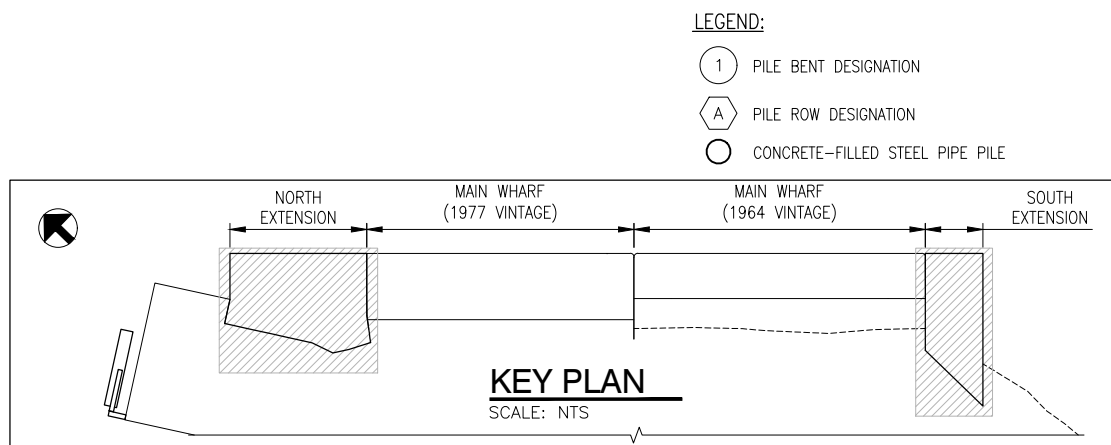 LEGEND:
1 PILE BENT DESIGNATION
A PILE ROW DESIGNATION
CONCRETE-FILLED STEEL PIPE PILE
NORTH
EXTENSION
MAIN WHARF
(1977 VINTAGE)
MAIN WHARF
(1964 VINTAGE)
SOUTH
EXTENSION
KEY PLAN
SCALE: NTS